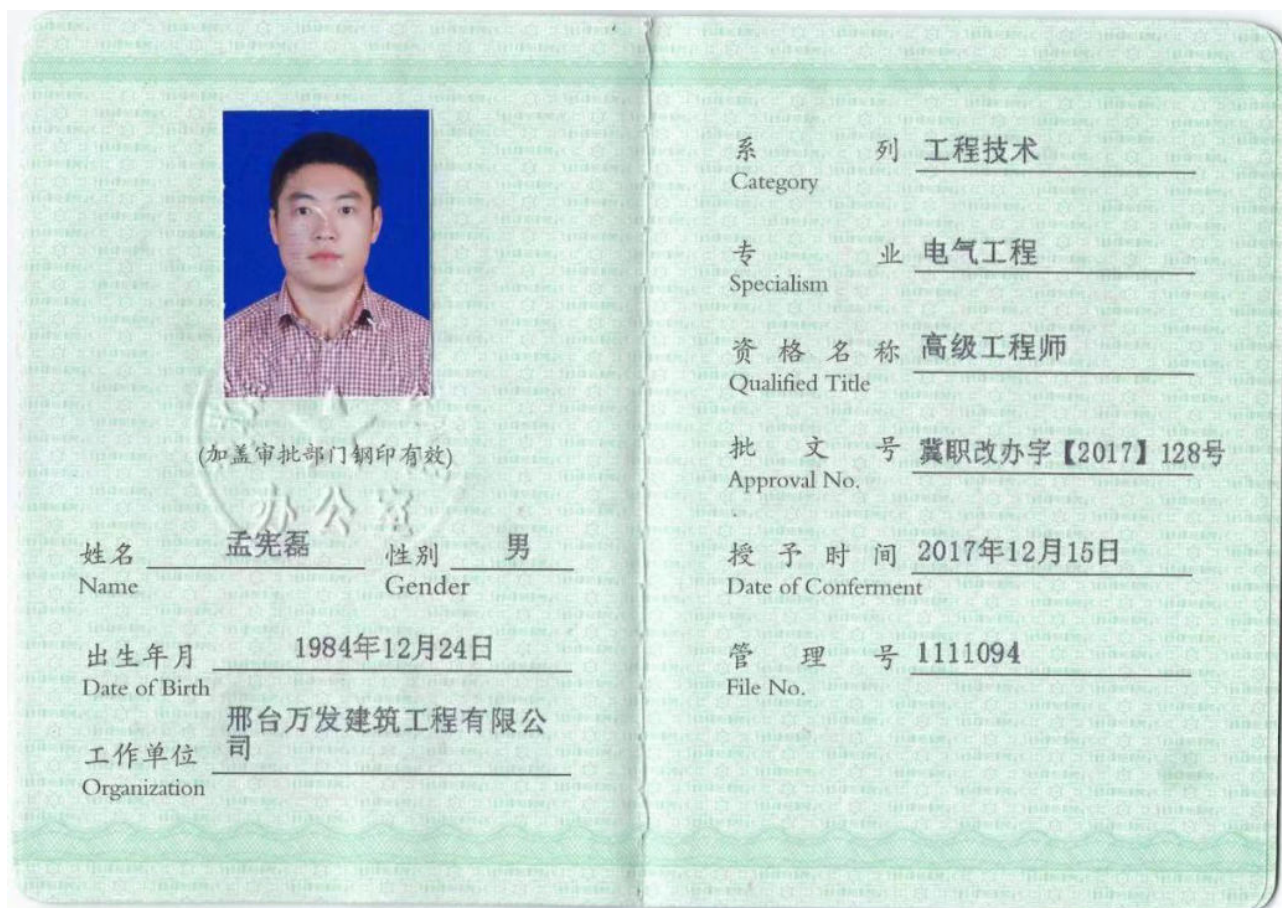 (加盖审批部门钢印有效)
办公室
姓名 孟宪磊 性别 男
Name Gender
出生年月 1984年12月24日
Date of Birth
邢台万发建筑工程有限公
工作单位 司
Organization
系 列 工程技术
Category
专 业 电气工程
Specialism
资格名称 高级工程师
Qualified Title
批文号 冀职改办字【2017】128号
Approval No.
授予时间 2017年12月15日
Date of Conferment
管理号 1111094
File No.